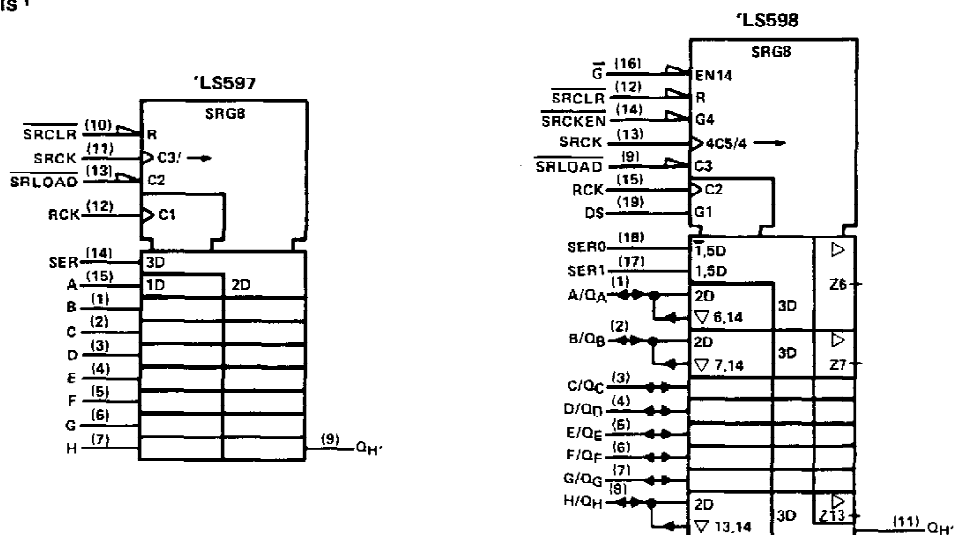 'LS597
SRG8
SRCLR (10) R
SRCK (11) C3/
SRLOAD (13) C2
RCK (12) C1
SER (14) 3D
A (15) 1D 2D
B (1)
C (2)
D (3)
E (4)
F (5)
G (6)
H (7)
(9) QH'
'LS598
SRG8
G (16) EN14
SRCLR (12) R
SRCKEN (14) G4
SRCK (13) 4C5/4
SRLOAD (9) C3
RCK (15) C2
DS (19) G1
SER0 (18) 1,5D
SER1 (17) 1,5D
Z6
A/QA (1) 2D 3D
6,14
B/QB (2) 2D 3D
7,14 Z7
C/QC (3)
D/QD (4)
E/QE (5)
F/QF (6)
G/QG (7)
H/QH (8) 2D 3D Z13
13,14
(11) QH'